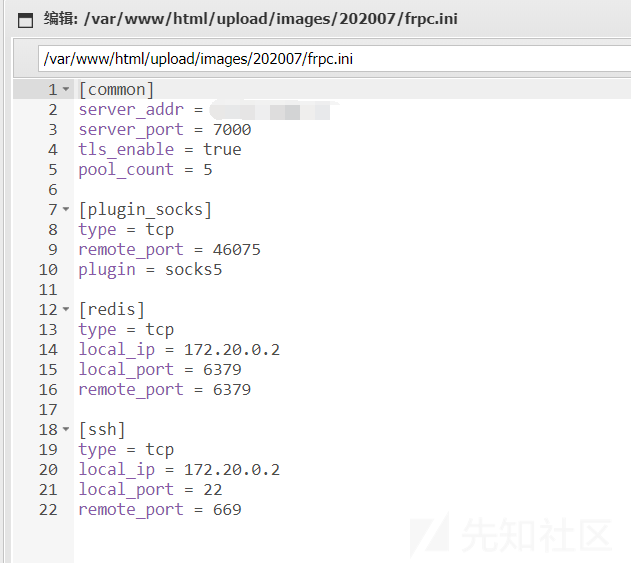 编辑: /var/www/html/upload/images/202007/frpc.ini
/var/www/html/upload/images/202007/frpc.ini
1 [common]
2 server_addr =
3 server_port = 7000
4 tls_enable = true
5 pool_count = 5
6
7 [plugin_socks]
8 type = tcp
9 remote_port = 46075
10 plugin = socks5
11
12 [redis]
13 type = tcp
14 local_ip = 172.20.0.2
15 local_port = 6379
16 remote_port = 6379
17
18 [ssh]
19 type = tcp
20 local_ip = 172.20.0.2
21 local_port = 22
22 remote_port = 669
先知社区